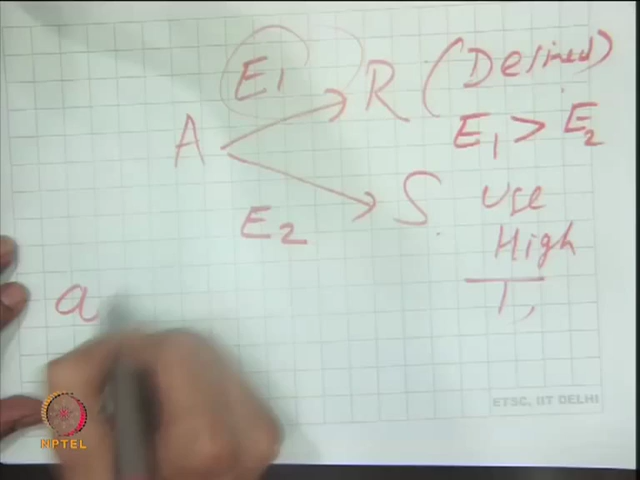 E1
R (Desired)
A
E1 > E2
S
E2
use
High
T,
a
ETSC, IIT DELHI
NPTEL